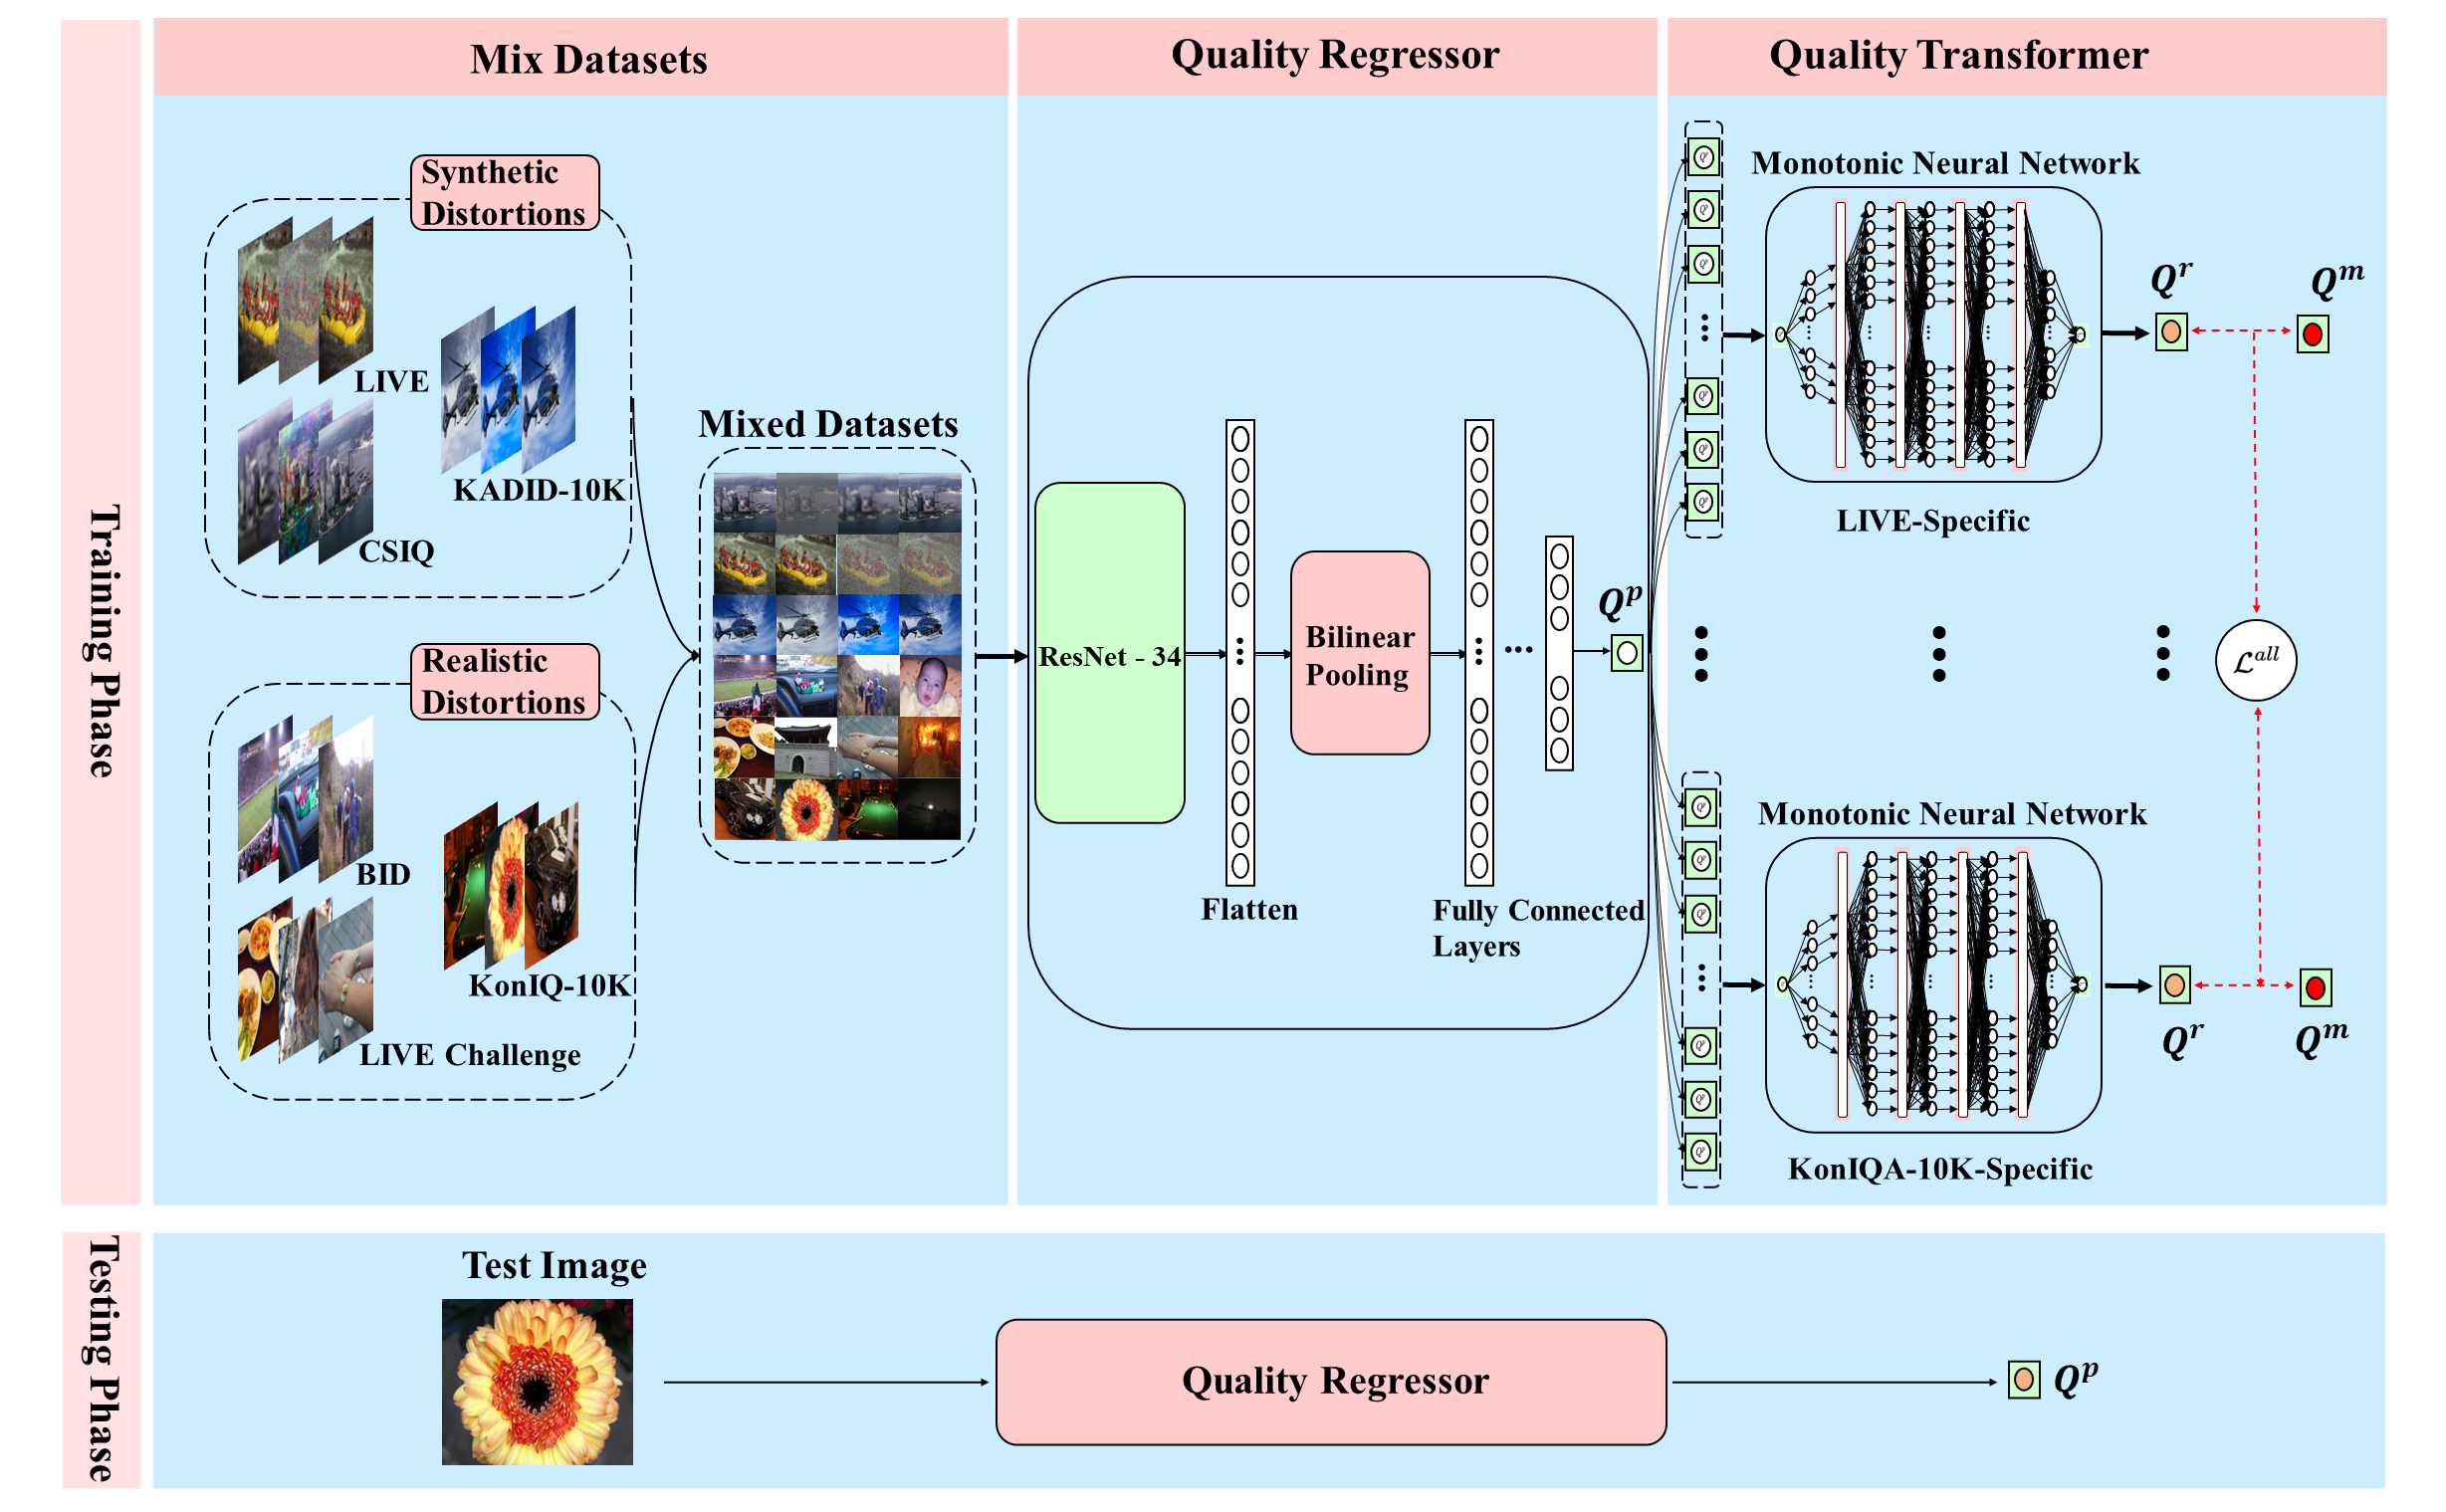 Mix Datasets
Quality Regressor
Quality Transformer
Training Phase
Synthetic
Distortions
LIVE
KADID-10K
CSIQ
Realistic
Distortions
BID
KonIQ-10K
LIVE Challenge
Mixed Datasets
ResNet - 34
Flatten
Bilinear
Pooling
Fully Connected
Layers
...
Q^p
Monotonic Neural Network
LIVE-Specific
Q^r
Q^m
ℒ^all
Monotonic Neural Network
KonIQA-10K-Specific
Q^r
Q^m
Testing Phase
Test Image
Quality Regressor
Q^p